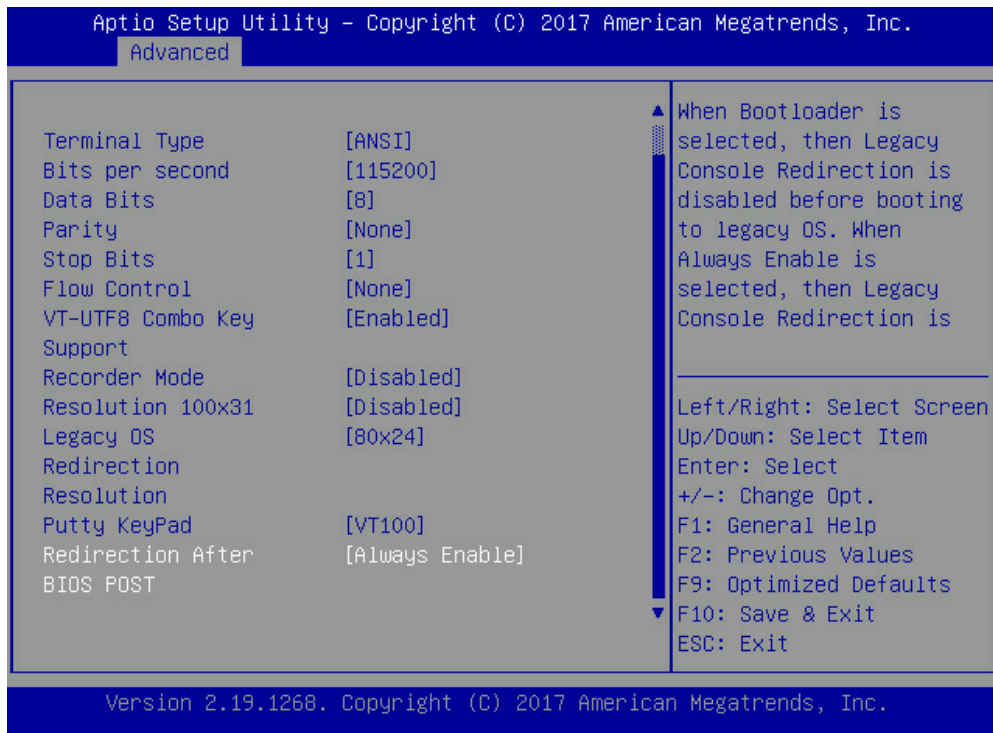 Aptio Setup Utility – Copyright (C) 2017 American Megatrends, Inc.
Advanced
Terminal Type [ANSI]
Bits per second [115200]
Data Bits [8]
Parity [None]
Stop Bits [1]
Flow Control [None]
VT-UTF8 Combo Key [Enabled]
Support
Recorder Mode [Disabled]
Resolution 100x31 [Disabled]
Legacy OS [80x24]
Redirection
Resolution
Putty KeyPad [VT100]
Redirection After [Always Enable]
BIOS POST
When Bootloader is
selected, then Legacy
Console Redirection is
disabled before booting
to legacy OS. When
Always Enable is
selected, then Legacy
Console Redirection is
Left/Right: Select Screen
Up/Down: Select Item
Enter: Select
+/-: Change Opt.
F1: General Help
F2: Previous Values
F9: Optimized Defaults
F10: Save & Exit
ESC: Exit
Version 2.19.1268. Copyright (C) 2017 American Megatrends, Inc.